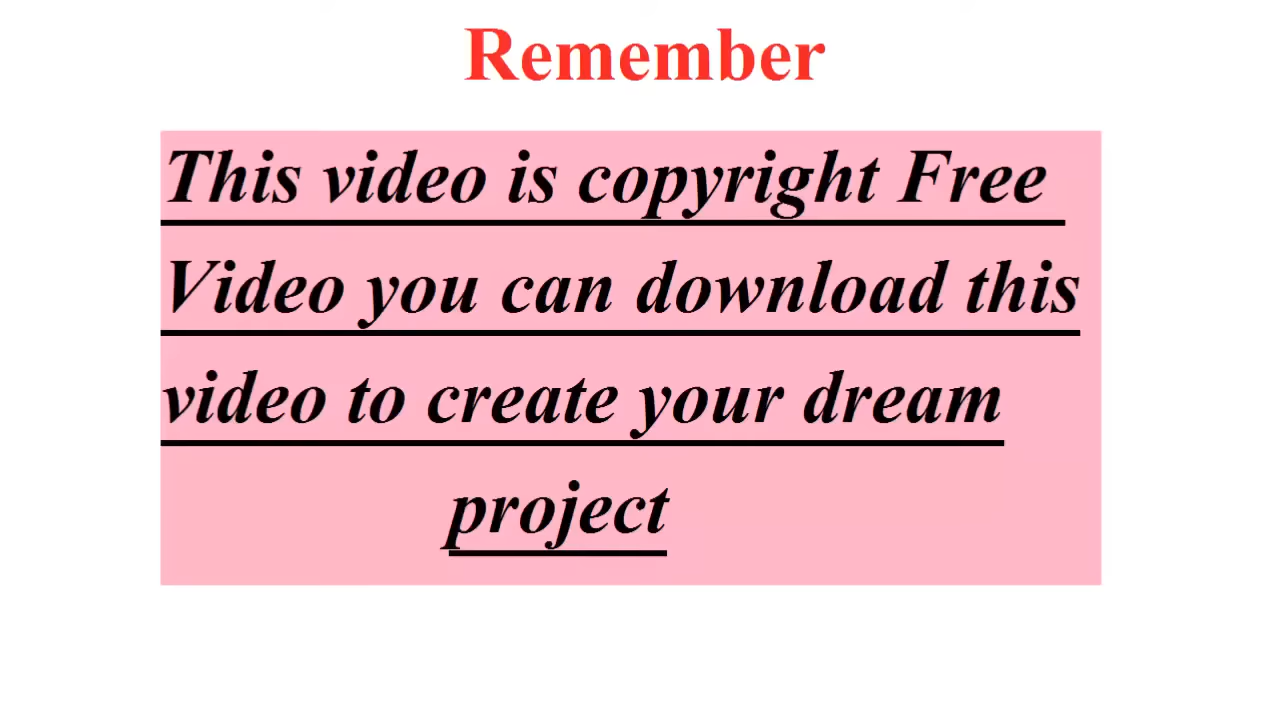 Remember
This video is copyright Free
Video you can download this
video to create your dream
project